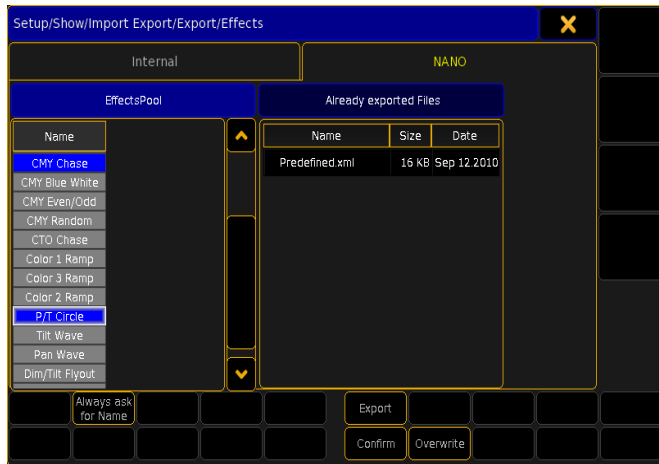 Setup/Show/Import Export/Export/Effects
Internal NANO
EffectsPool Already exported Files
Name Name Size Date
CMY Chase Predefined.xml 16 KB Sep 12.2010
CMY Blue White
CMY Even/Odd
CMY Random
CTO Chase
Color 1 Ramp
Color 3 Ramp
Color 2 Ramp
P/T Circle
Tilt Wave
Pan Wave
Dim/Tilt Flyout
Always ask
for Name
Export
Confirm Overwrite